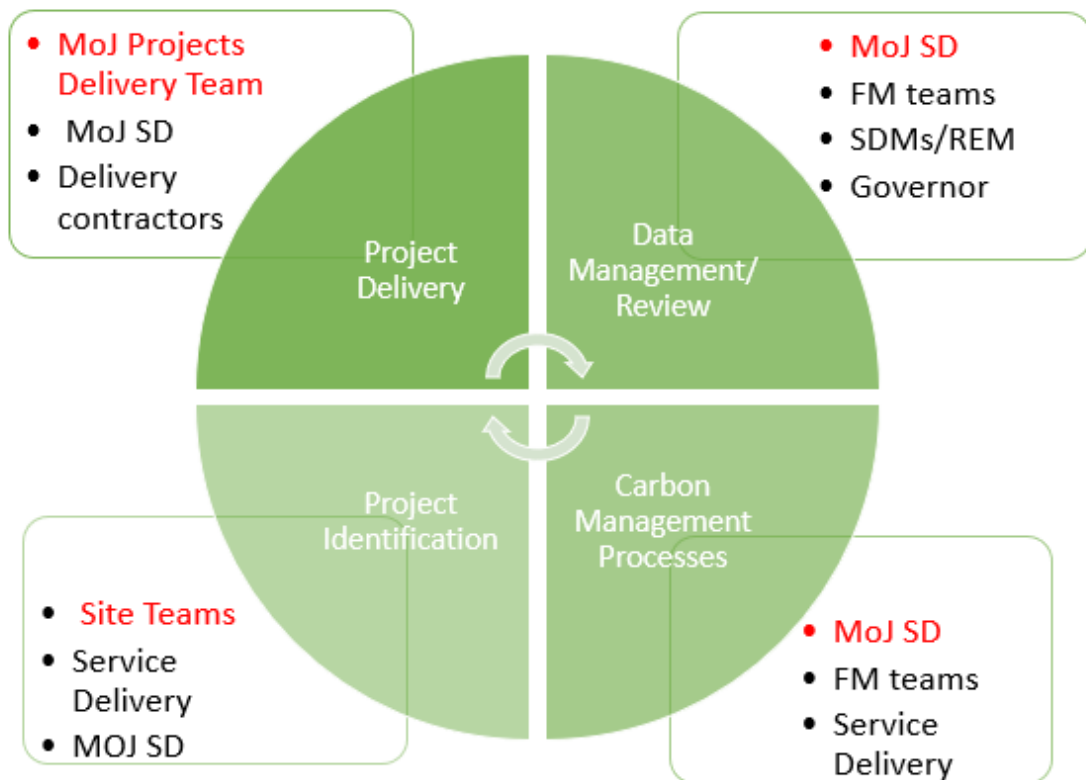 • MoJ Projects
Delivery Team
• MoJ SD
• Delivery
contractors
• MoJ SD
• FM teams
• SDMs/REM
• Governor
Project
Delivery
Data
Management/
Review
Project
Identification
Carbon
Management
Processes
• Site Teams
• Service
Delivery
• MOJ SD
• MoJ SD
• FM teams
• Service
Delivery